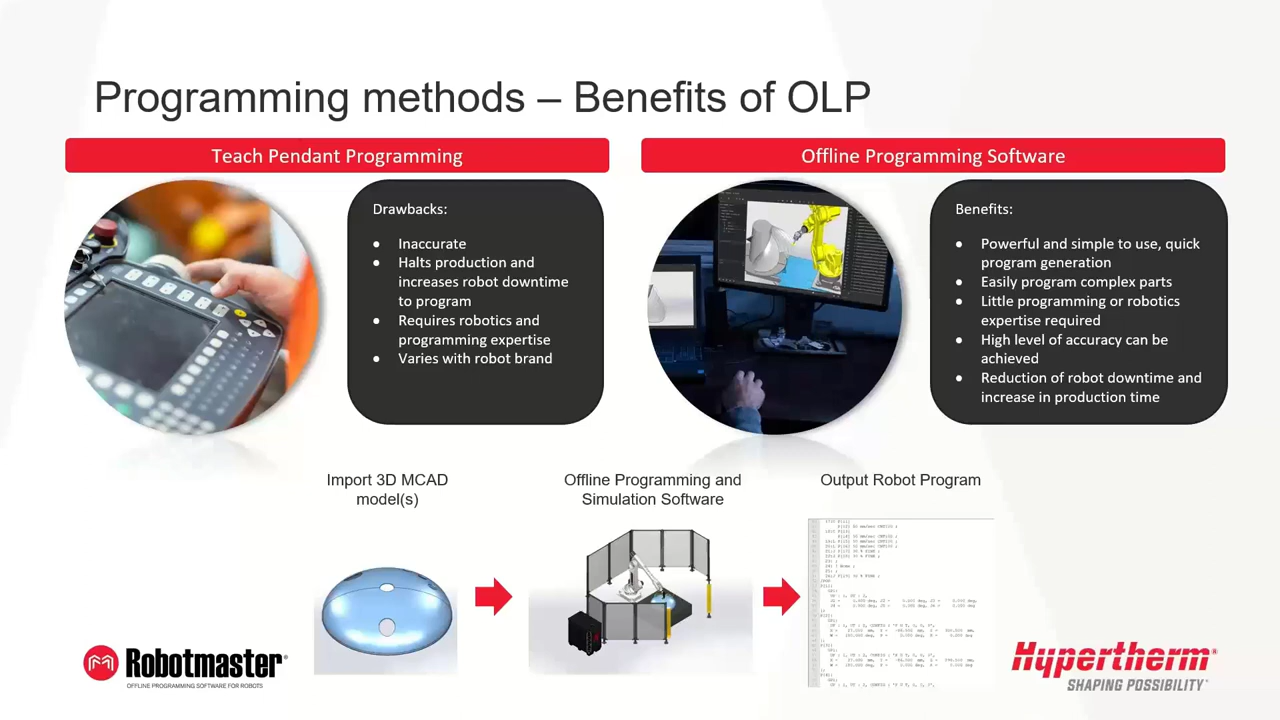 Programming methods – Benefits of OLP
Teach Pendant Programming
Drawbacks:
● Inaccurate
● Halts production and
increases robot downtime
to program
● Requires robotics and
programming expertise
● Varies with robot brand
Offline Programming Software
Benefits:
● Powerful and simple to use, quick
program generation
● Easily program complex parts
● Little programming or robotics
expertise required
● High level of accuracy can be
achieved
● Reduction of robot downtime and
increase in production time
Import 3D MCAD
model(s)
Offline Programming and
Simulation Software
Output Robot Program
Robotmaster®
OFFLINE PROGRAMMING SOFTWARE FOR ROBOTS
Hypertherm®
SHAPING POSSIBILITY®